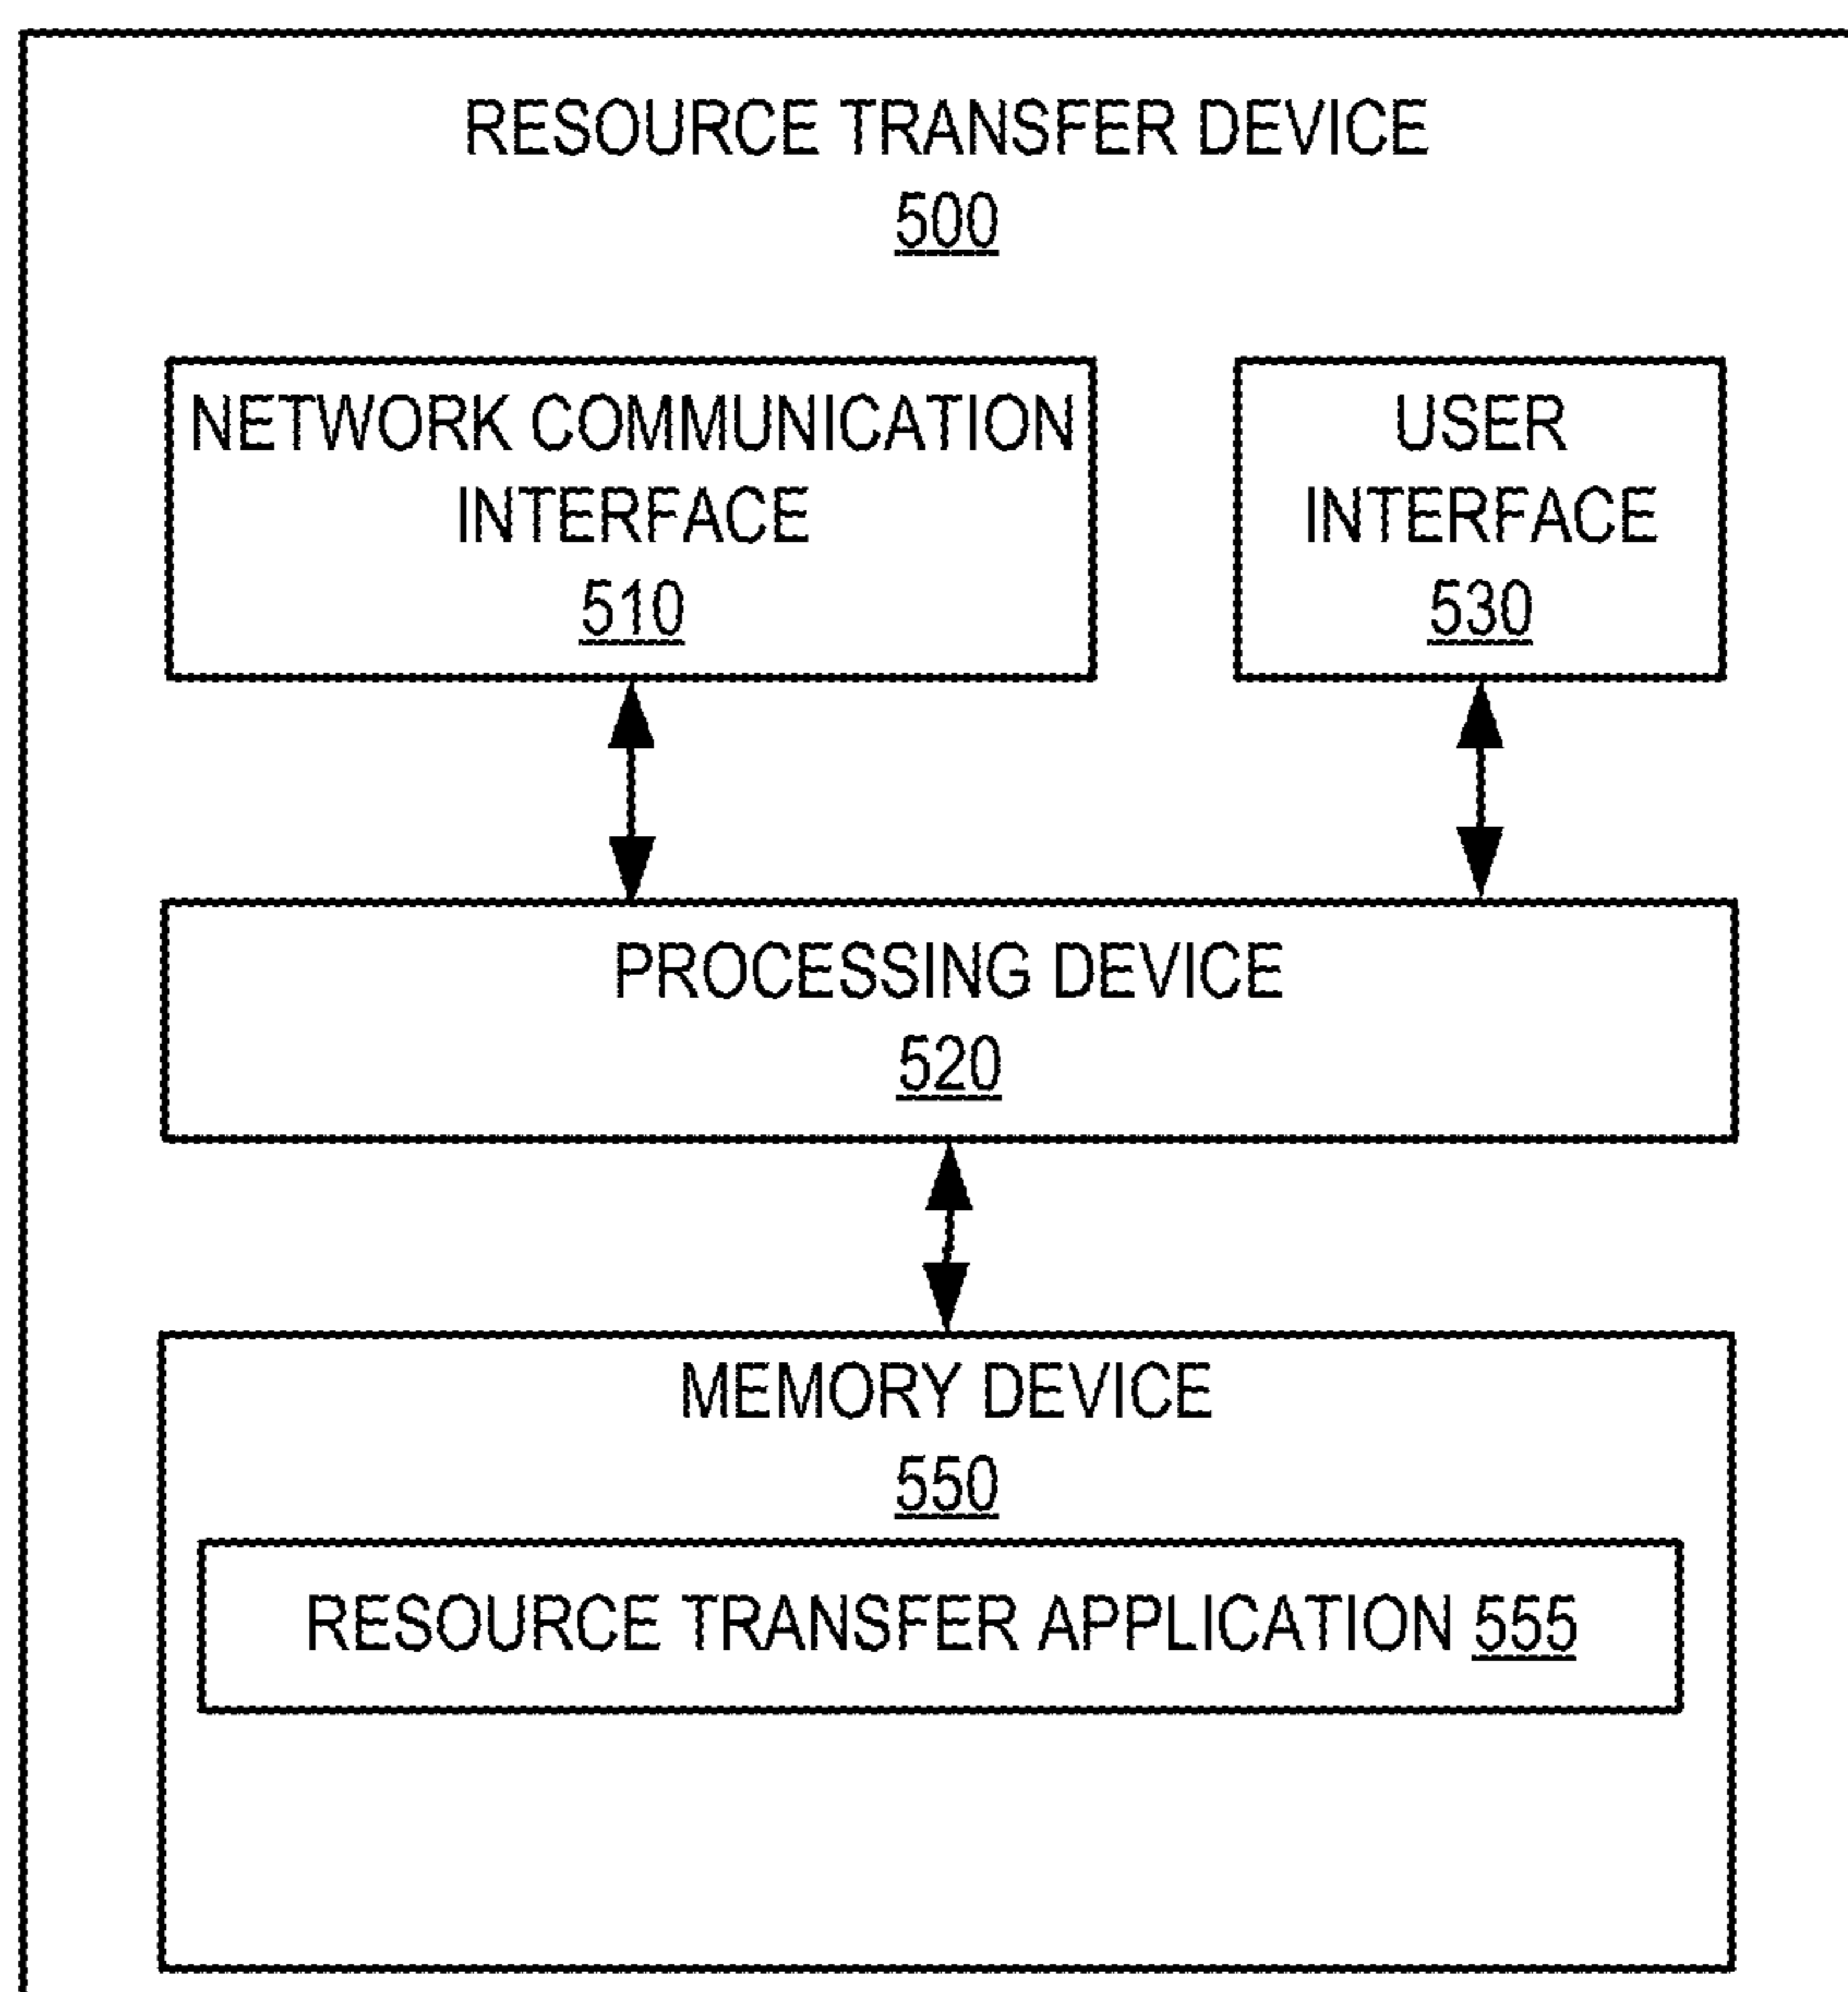 RESOURCE TRANSFER DEVICE
500
NETWORK COMMUNICATION
INTERFACE
510
USER
INTERFACE
530
PROCESSING DEVICE
520
MEMORY DEVICE
550
RESOURCE TRANSFER APPLICATION 555